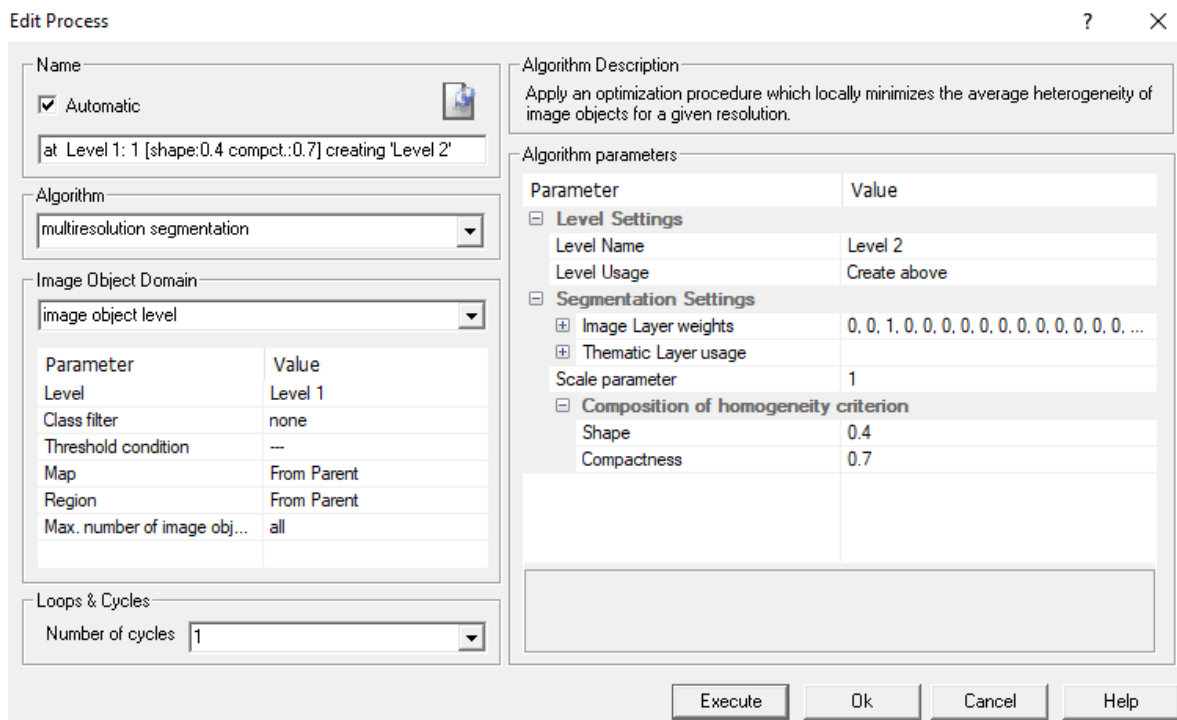 Edit Process
?
Name
Automatic
at Level 1: 1 [shape:0.4 compct.:0.7] creating 'Level 2'
Algorithm
multiresolution segmentation
Image Object Domain
image object level
Parameter Value
Level Level 1
Class filter none
Threshold condition ---
Map From Parent
Region From Parent
Max. number of image obj... all
Loops & Cycles
Number of cycles 1
Algorithm Description
Apply an optimization procedure which locally minimizes the average heterogeneity of
image objects for a given resolution.
Algorithm parameters
Parameter Value
Level Settings
Level Name Level 2
Level Usage Create above
Segmentation Settings
Image Layer weights 0, 0, 1, 0, 0, 0, 0, 0, 0, 0, 0, 0, 0, 0, 0, ...
Thematic Layer usage
Scale parameter 1
Composition of homogeneity criterion
Shape 0.4
Compactness 0.7
Execute Ok Cancel Help